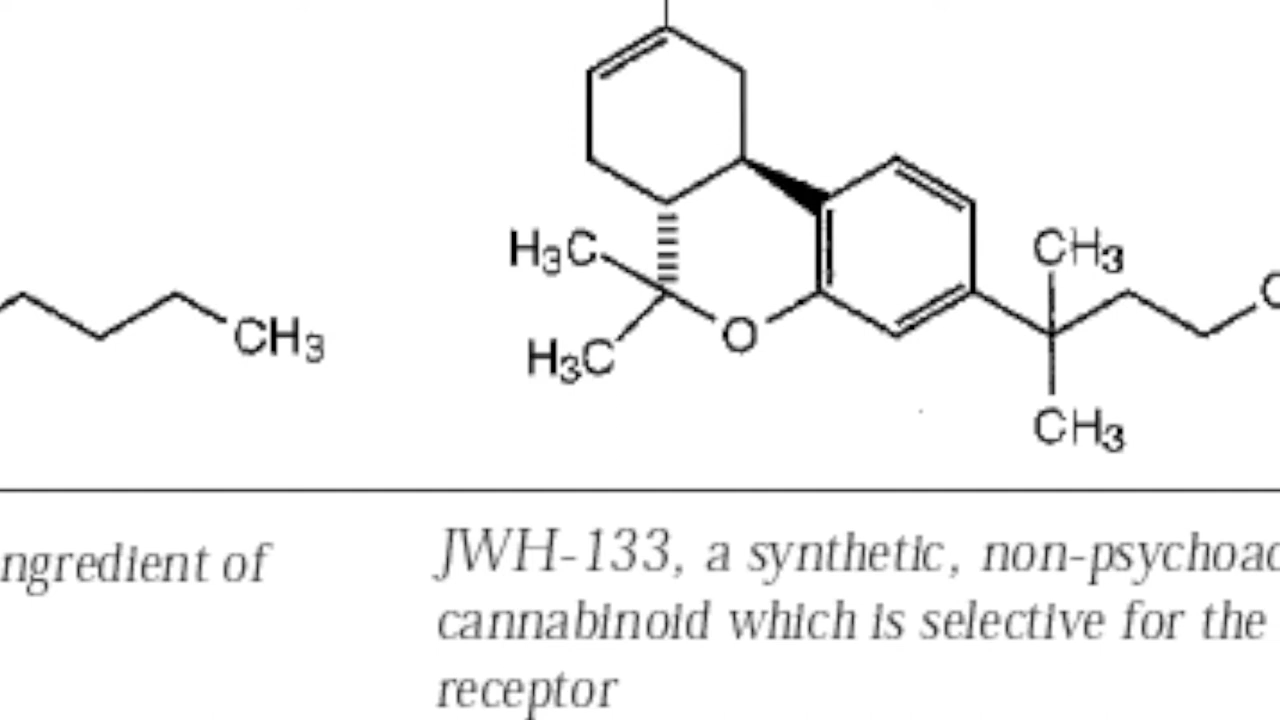 H3C
CH3
H3C
O
CH3
CH3
ngredient of
JWH-133, a synthetic, non-psychoac
cannabinoid which is selective for the
receptor